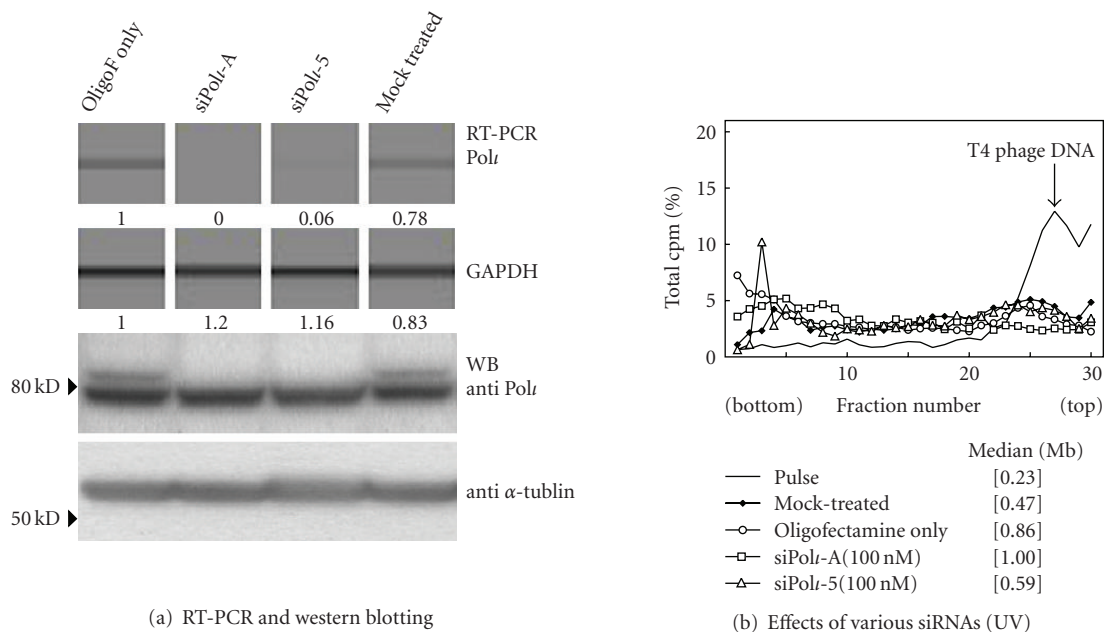 OligoF only
siPolι-A
siPolι-5
Mock treated
RT-PCR
Polι
1 0 0.06 0.78
GAPDH
1 1.2 1.16 0.83
WB
80 kD
anti Polι
anti α-tublin
50 kD
(a) RT-PCR and western blotting
20
15
10
5
0
Total cpm (%)
T4 phage DNA
10 20 30
(bottom) Fraction number (top)
Median (Mb)
Pulse [0.23]
Mock-treated [0.47]
Oligofectamine only [0.86]
siPolι-A(100 nM) [1.00]
siPolι-5(100 nM) [0.59]
(b) Effects of various siRNAs (UV)